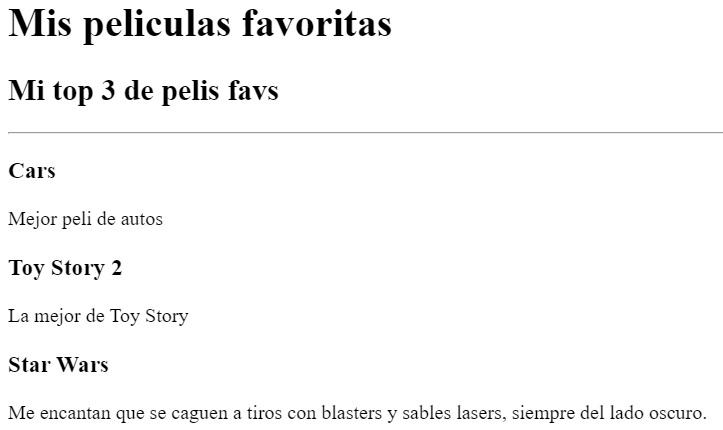 Mis peliculas favoritas
Mi top 3 de pelis favs
Cars
Mejor peli de autos
Toy Story 2
La mejor de Toy Story
Star Wars
Me encantan que se caguen a tiros con blasters y sables lasers, siempre del lado oscuro.